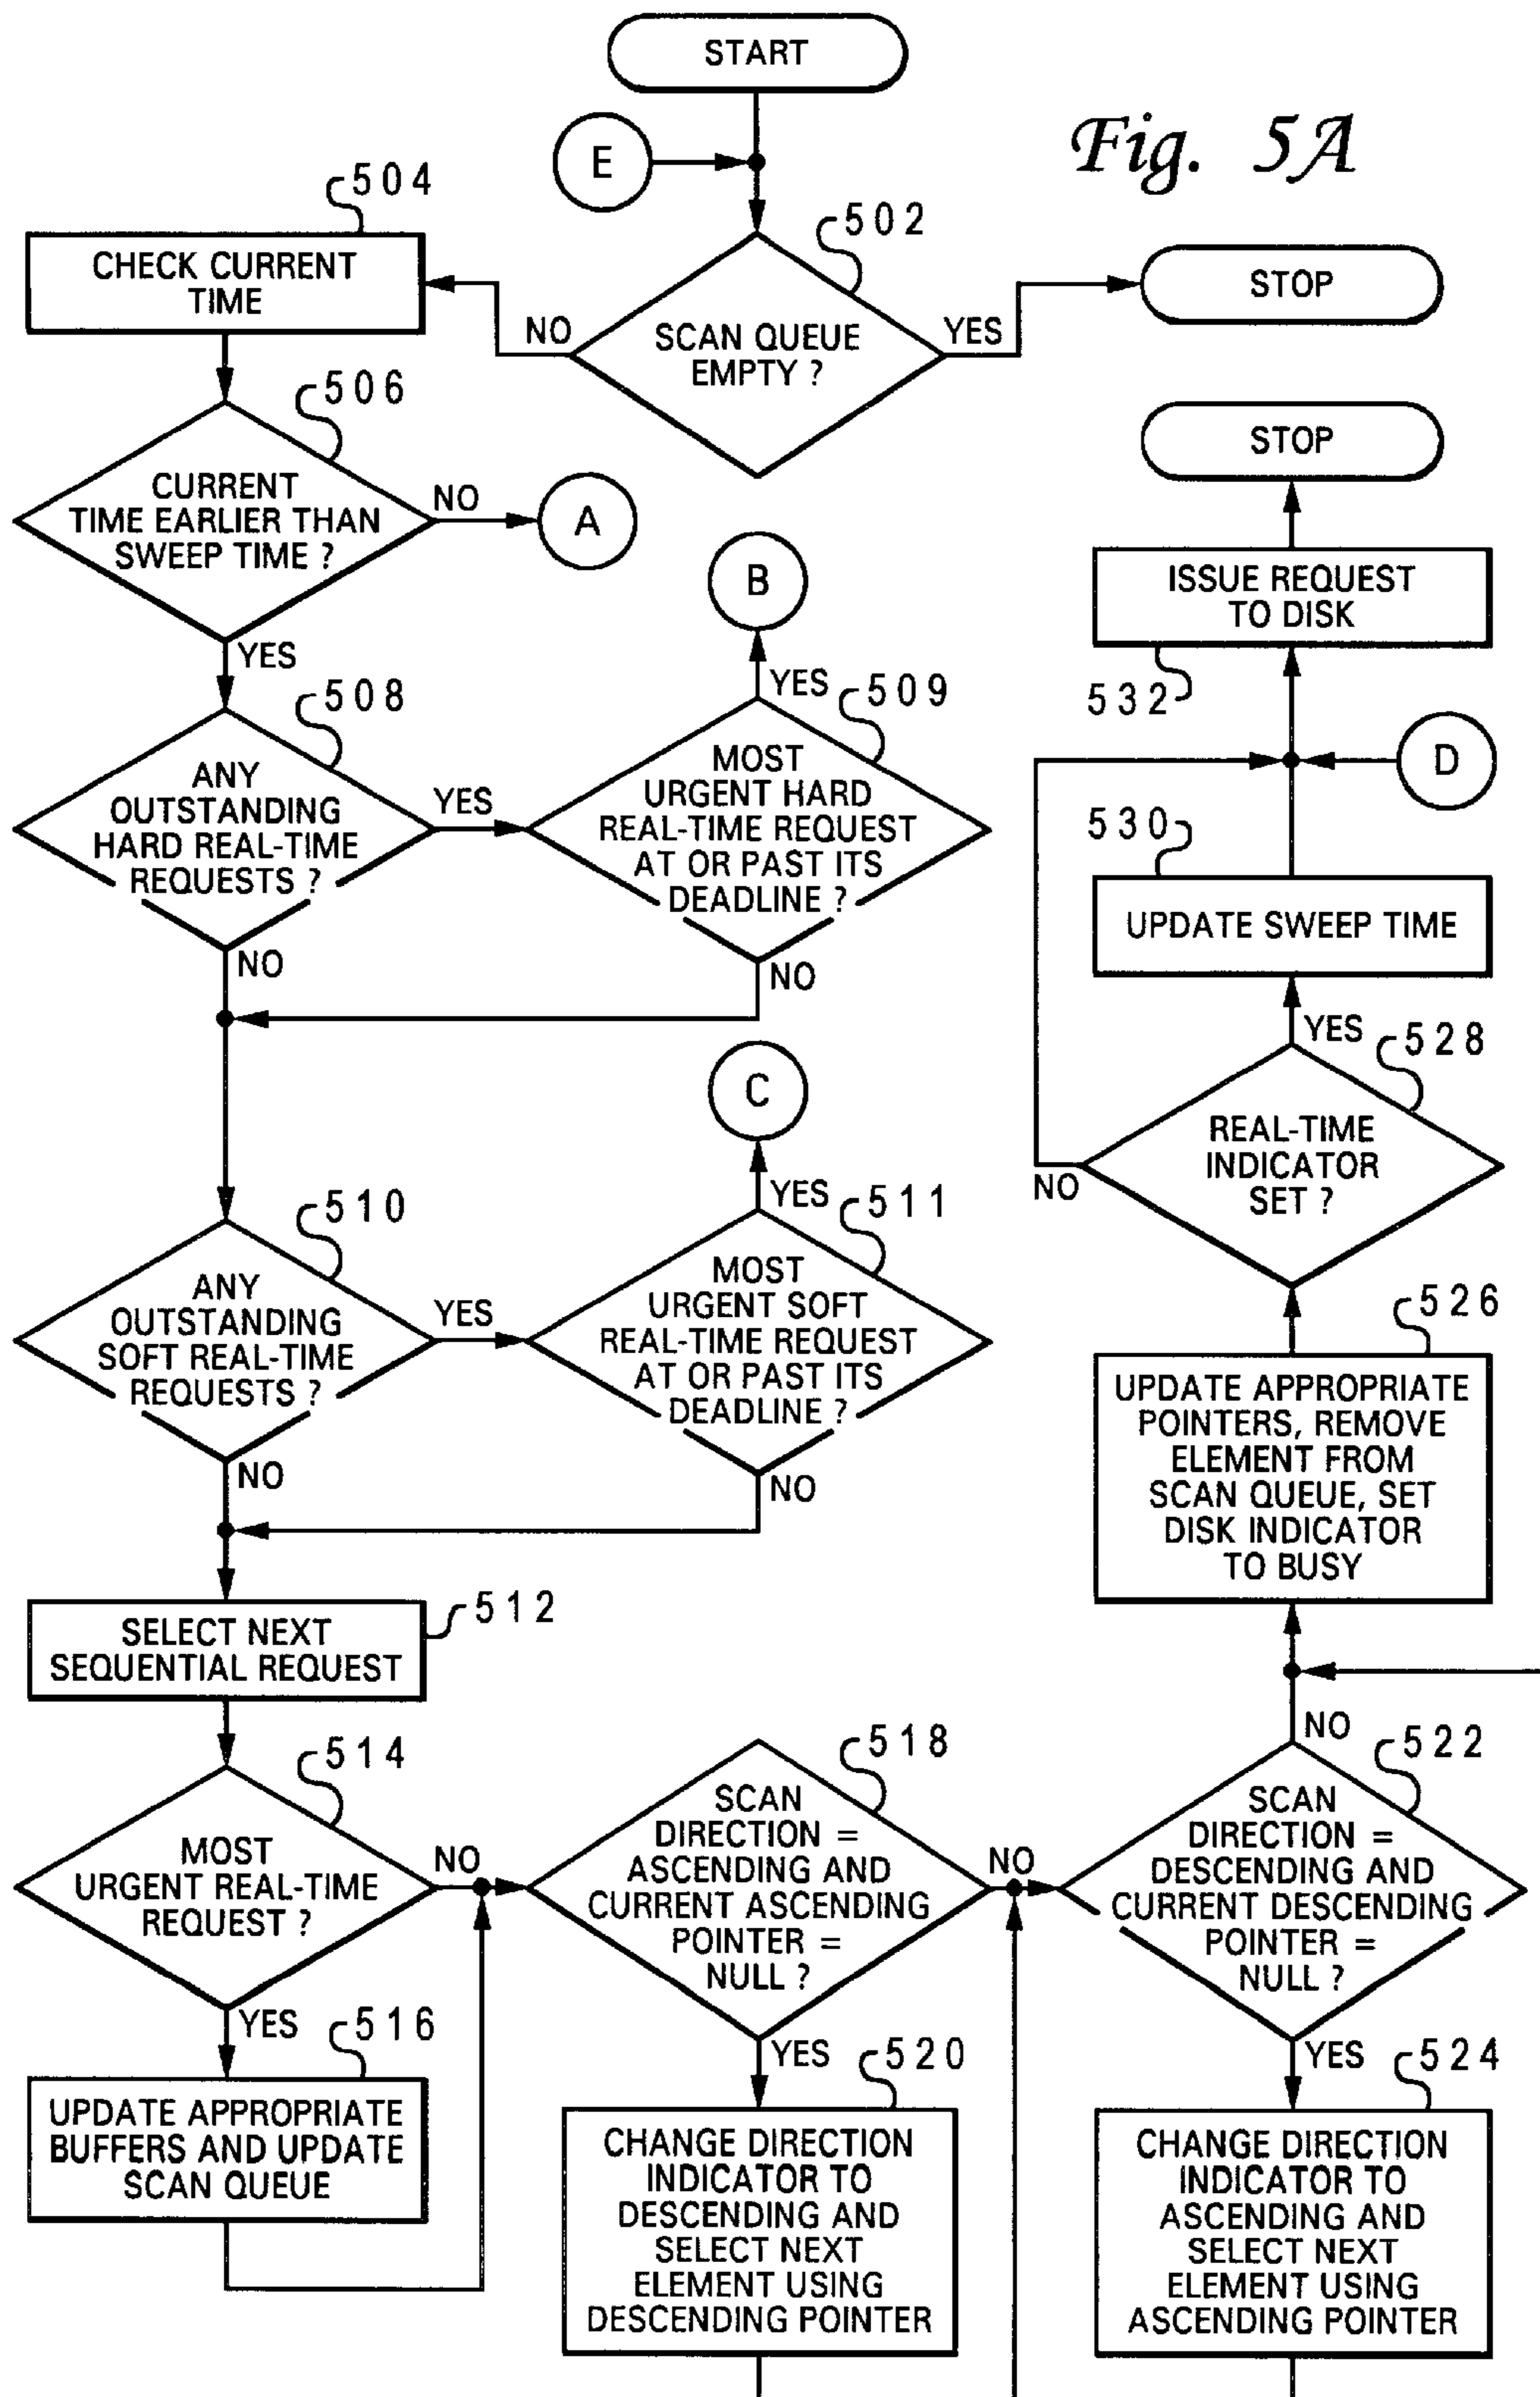 START
Fig. 5A
E
504
502
CHECK CURRENT
TIME
STOP
NO
SCAN QUEUE
EMPTY ?
YES
506
STOP
CURRENT
TIME EARLIER THAN
SWEEP TIME ?
NO
A
B
ISSUE REQUEST
TO DISK
YES
532
508
YES
509
ANY
OUTSTANDING
HARD REAL-TIME
REQUESTS ?
YES
MOST
URGENT HARD
REAL-TIME REQUEST
AT OR PAST ITS
DEADLINE ?
D
530
UPDATE SWEEP TIME
NO
NO
YES
528
C
REAL-TIME
INDICATOR
SET ?
NO
510
YES
511
ANY
OUTSTANDING
SOFT REAL-TIME
REQUESTS ?
YES
MOST
URGENT SOFT
REAL-TIME REQUEST
AT OR PAST ITS
DEADLINE ?
526
UPDATE APPROPRIATE
POINTERS, REMOVE
ELEMENT FROM
SCAN QUEUE, SET
DISK INDICATOR
TO BUSY
NO
NO
512
SELECT NEXT
SEQUENTIAL REQUEST
514
518
NO
522
MOST
URGENT REAL-TIME
REQUEST ?
NO
SCAN
DIRECTION =
ASCENDING AND
CURRENT ASCENDING
POINTER =
NULL ?
NO
SCAN
DIRECTION =
DESCENDING AND
CURRENT DESCENDING
POINTER =
NULL ?
YES
516
YES
520
YES
524
UPDATE APPROPRIATE
BUFFERS AND UPDATE
SCAN QUEUE
CHANGE DIRECTION
INDICATOR TO
DESCENDING AND
SELECT NEXT
ELEMENT USING
DESCENDING POINTER
CHANGE DIRECTION
INDICATOR TO
ASCENDING AND
SELECT NEXT
ELEMENT USING
ASCENDING POINTER